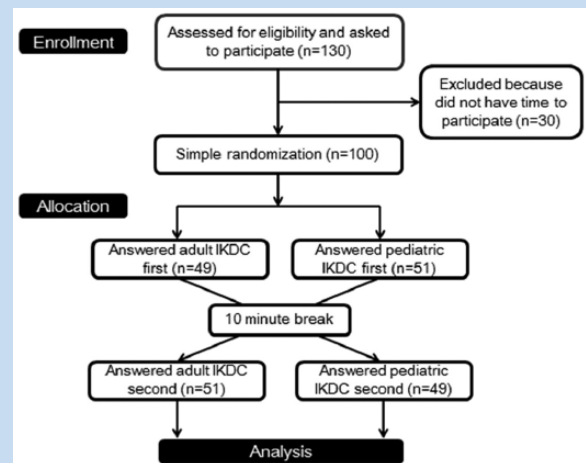 Enrollment
Assessed for eligibility and asked
to participate (n=130)
Excluded because
did not have time to
participate (n=30)
Simple randomization (n=100)
Allocation
Answered adult IKDC
first (n=49)
Answered pediatric
IKDC first (n=51)
10 minute break
Answered adult IKDC
second (n=51)
Answered pediatric
IKDC second (n=49)
Analysis